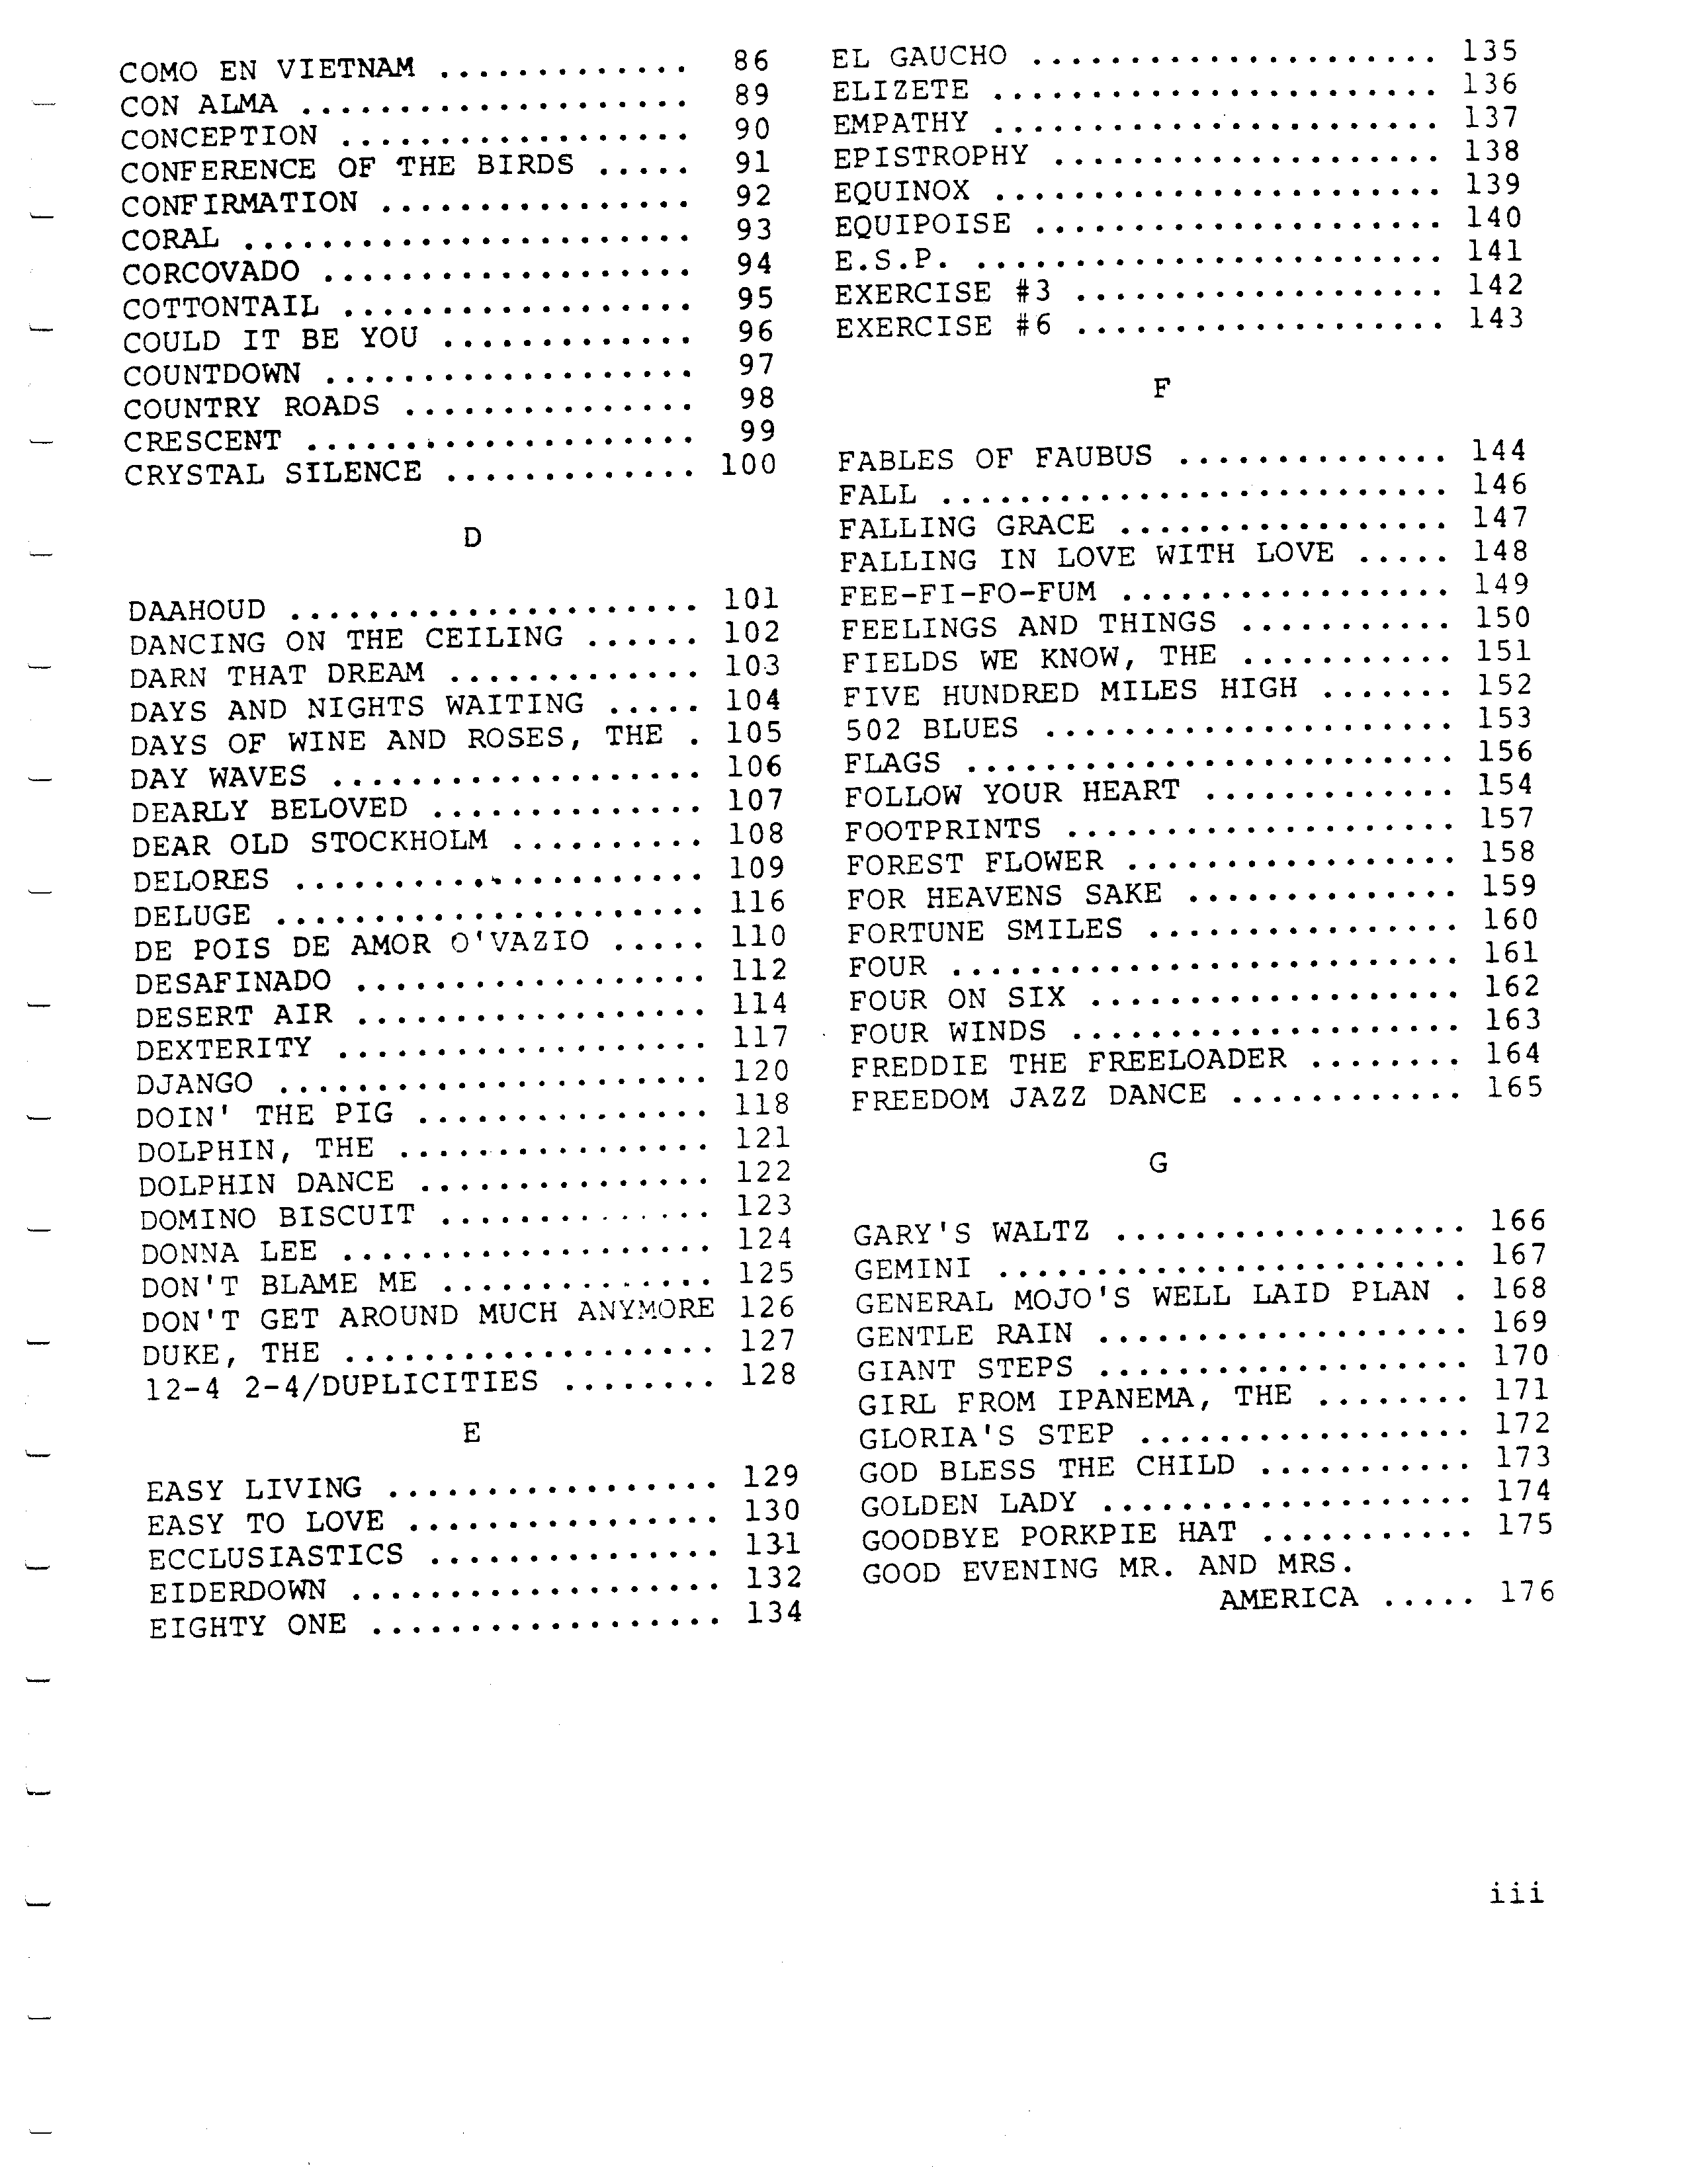 COMO EN VIETNAM ............. 86
CON ALMA .................... 89
CONCEPTION .................. 90
CONFERENCE OF THE BIRDS ..... 91
CONFIRMATION ................ 92
CORAL ....................... 93
CORCOVADO ................... 94
COTTONTAIL .................. 95
COULD IT BE YOU ............. 96
COUNTDOWN ................... 97
COUNTRY ROADS ............... 98
CRESCENT .................... 99
CRYSTAL SILENCE ............. 100
D
DAAHOUD ..................... 101
DANCING ON THE CEILING ...... 102
DARN THAT DREAM ............. 103
DAYS AND NIGHTS WAITING ..... 104
DAYS OF WINE AND ROSES, THE . 105
DAY WAVES ................... 106
DEARLY BELOVED .............. 107
DEAR OLD STOCKHOLM .......... 108
DELORES ..................... 109
DELUGE ...................... 116
DE POIS DE AMOR O'VAZIO ..... 110
DESAFINADO .................. 112
DESERT AIR .................. 114
DEXTERITY ................... 117
DJANGO ...................... 120
DOIN' THE PIG ............... 118
DOLPHIN, THE ................ 121
DOLPHIN DANCE ............... 122
DOMINO BISCUIT .............. 123
DONNA LEE ................... 124
DON'T BLAME ME .............. 125
DON'T GET AROUND MUCH ANYMORE 126
DUKE, THE ................... 127
12-4 2-4/DUPLICITIES ........ 128
E
EASY LIVING ................. 129
EASY TO LOVE ................ 130
ECCLUSIASTICS ............... 131
EIDERDOWN ................... 132
EIGHTY ONE .................. 134
EL GAUCHO ..................... 135
ELIZETE ....................... 136
EMPATHY ....................... 137
EPISTROPHY .................... 138
EQUINOX ....................... 139
EQUIPOISE ..................... 140
E.S.P. ........................ 141
EXERCISE #3 ................... 142
EXERCISE #6 ................... 143
F
FABLES OF FAUBUS .............. 144
FALL .......................... 146
FALLING GRACE ................. 147
FALLING IN LOVE WITH LOVE ..... 148
FEE-FI-FO-FUM ................. 149
FEELINGS AND THINGS ........... 150
FIELDS WE KNOW, THE ........... 151
FIVE HUNDRED MILES HIGH ....... 152
502 BLUES ..................... 153
FLAGS ......................... 156
FOLLOW YOUR HEART ............. 154
FOOTPRINTS .................... 157
FOREST FLOWER ................. 158
FOR HEAVENS SAKE .............. 159
FORTUNE SMILES ................ 160
FOUR .......................... 161
FOUR ON SIX ................... 162
FOUR WINDS .................... 163
FREDDIE THE FREELOADER ........ 164
FREEDOM JAZZ DANCE ............ 165
G
GARY'S WALTZ .................. 166
GEMINI ........................ 167
GENERAL MOJO'S WELL LAID PLAN . 168
GENTLE RAIN ................... 169
GIANT STEPS ................... 170
GIRL FROM IPANEMA, THE ........ 171
GLORIA'S STEP ................. 172
GOD BLESS THE CHILD ........... 173
GOLDEN LADY ................... 174
GOODBYE PORKPIE HAT ........... 175
GOOD EVENING MR. AND MRS.
AMERICA ..... 176
iii